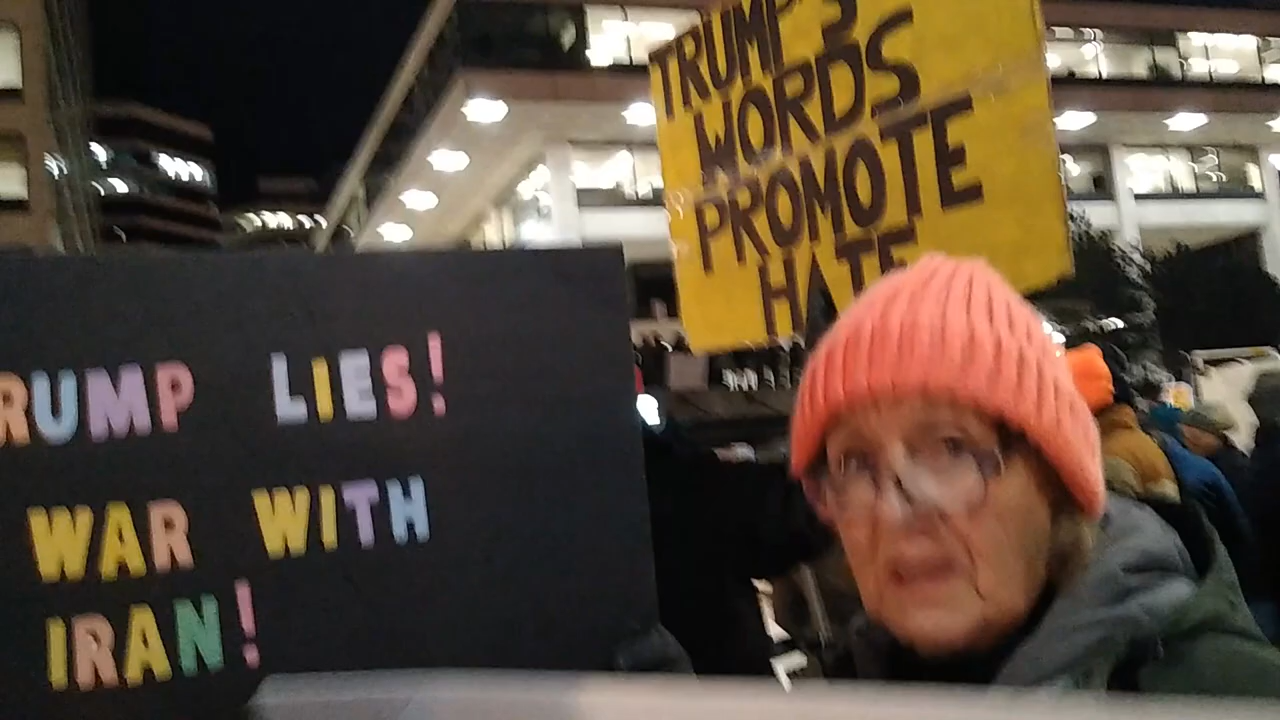 TRUMP'S
WORDS
PROMOTE
HATE
RUMP LIES!
WAR WITH
IRAN!